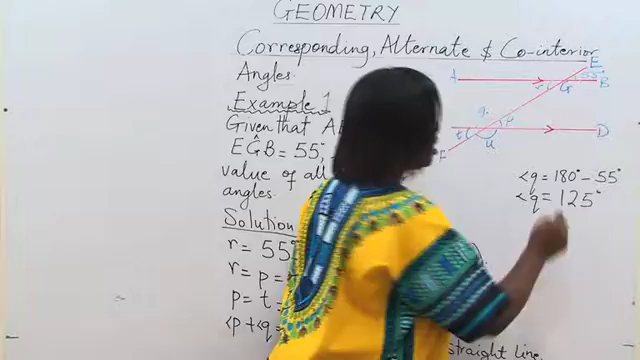 GEOMETRY
Corresponding, Alternate & Co-interior
Angles.
Example 1
Given that A
EĜB = 55°,
value of all
angles.
Solution
r = 55°
r = p =
p = t =
<p + <q =
straight line
A
E
55°
r
G
B
q
p
t
u
D
F
<q = 180° - 55°
<q = 125°